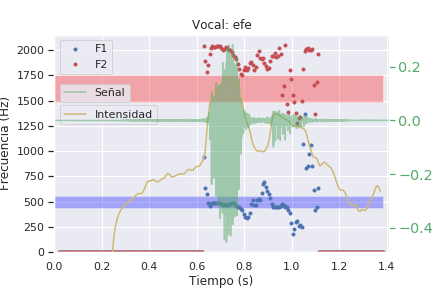 Vocal: efe
F1
F2
Señal
Intensidad
Frecuencia (Hz)
2000
1750
1500
1250
1000
750
500
250
0
0.2
0.0
−0.2
−0.4
0.0 0.2 0.4 0.6 0.8 1.0 1.2 1.4
Tiempo (s)